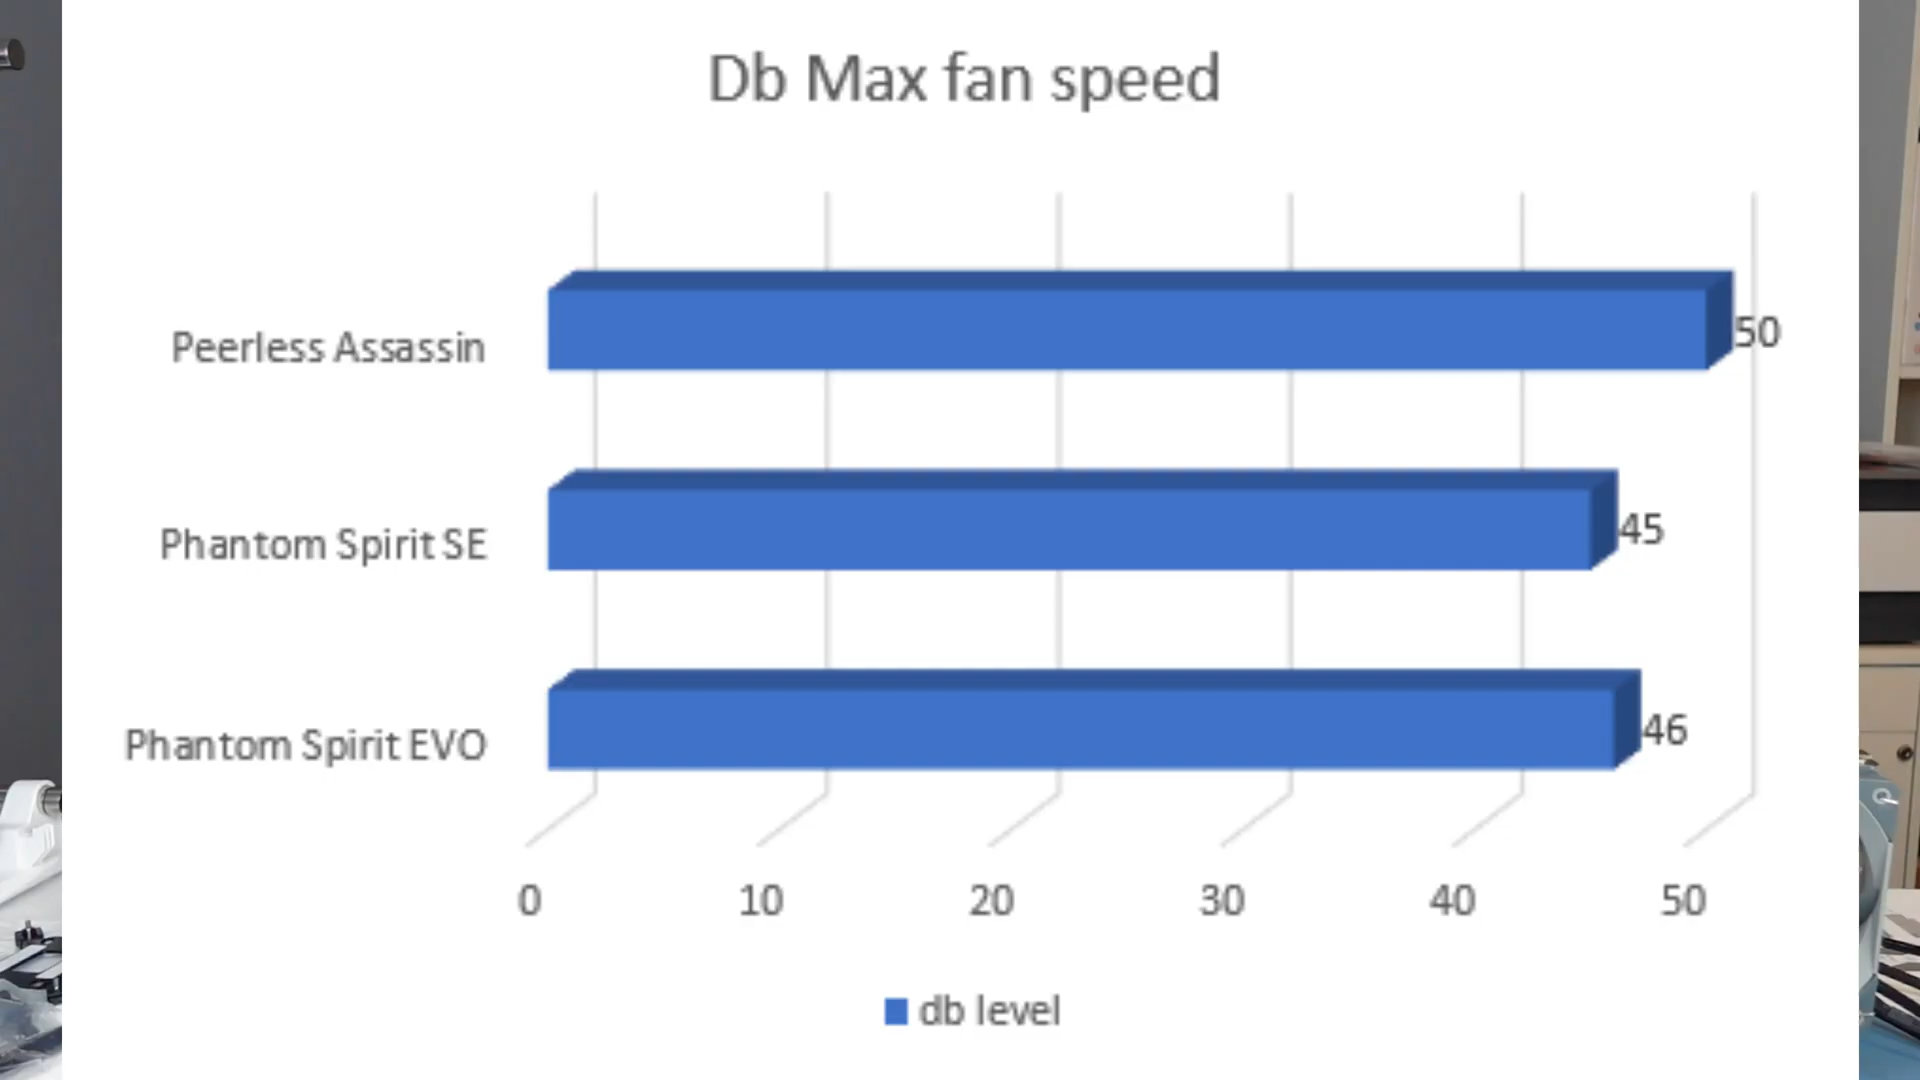 Db Max fan speed
Peerless Assassin 50
Phantom Spirit SE 45
Phantom Spirit EVO 46
0 10 20 30 40 50
db level